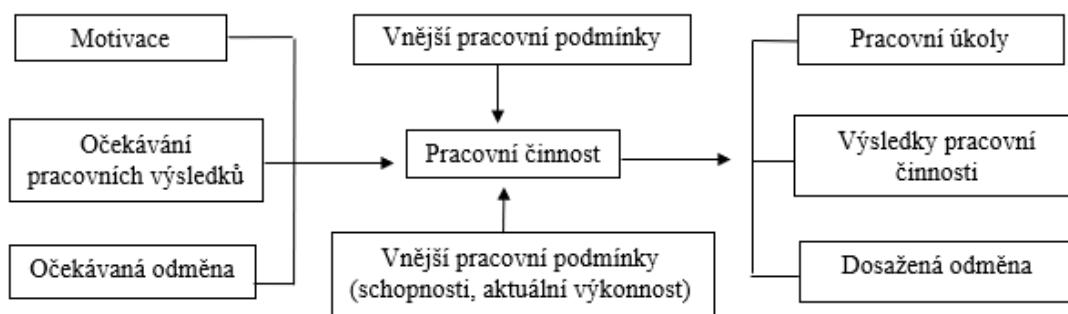 Motivace
Očekávání
pracovních výsledků
Očekávaná odměna
Vnější pracovní podmínky
Pracovní činnost
Vnější pracovní podmínky
(schopnosti, aktuální výkonnost)
Pracovní úkoly
Výsledky pracovní
činnosti
Dosažená odměna